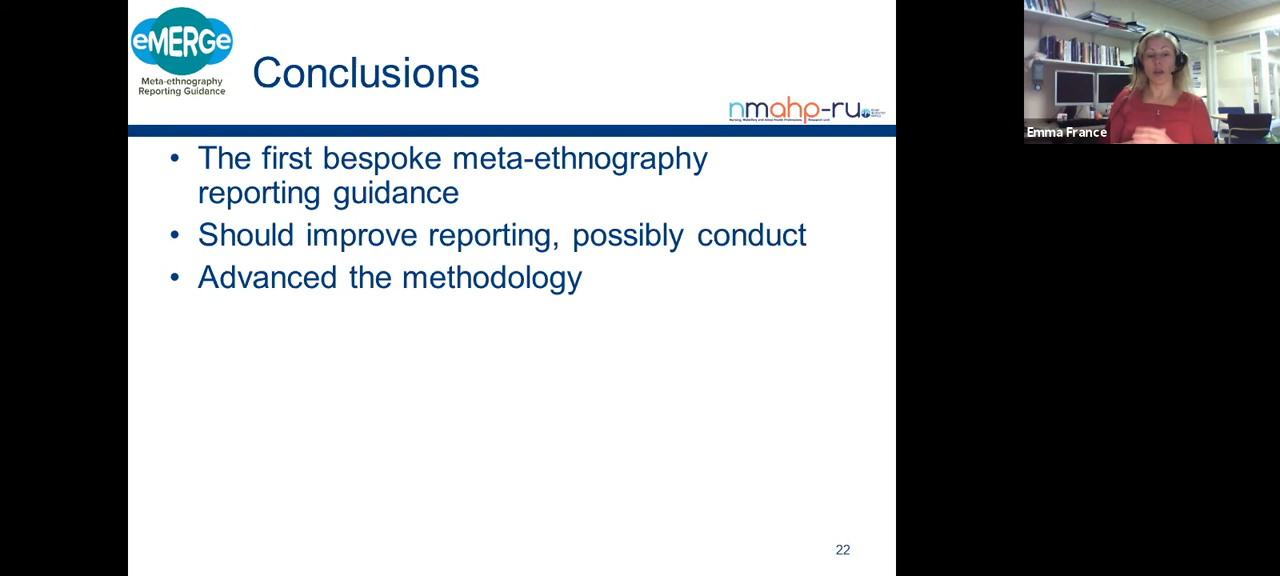 eMERGe
Meta-ethnography
Reporting Guidance
Conclusions
nmahp-ru
Emma France
• The first bespoke meta-ethnography
reporting guidance
• Should improve reporting, possibly conduct
• Advanced the methodology
22